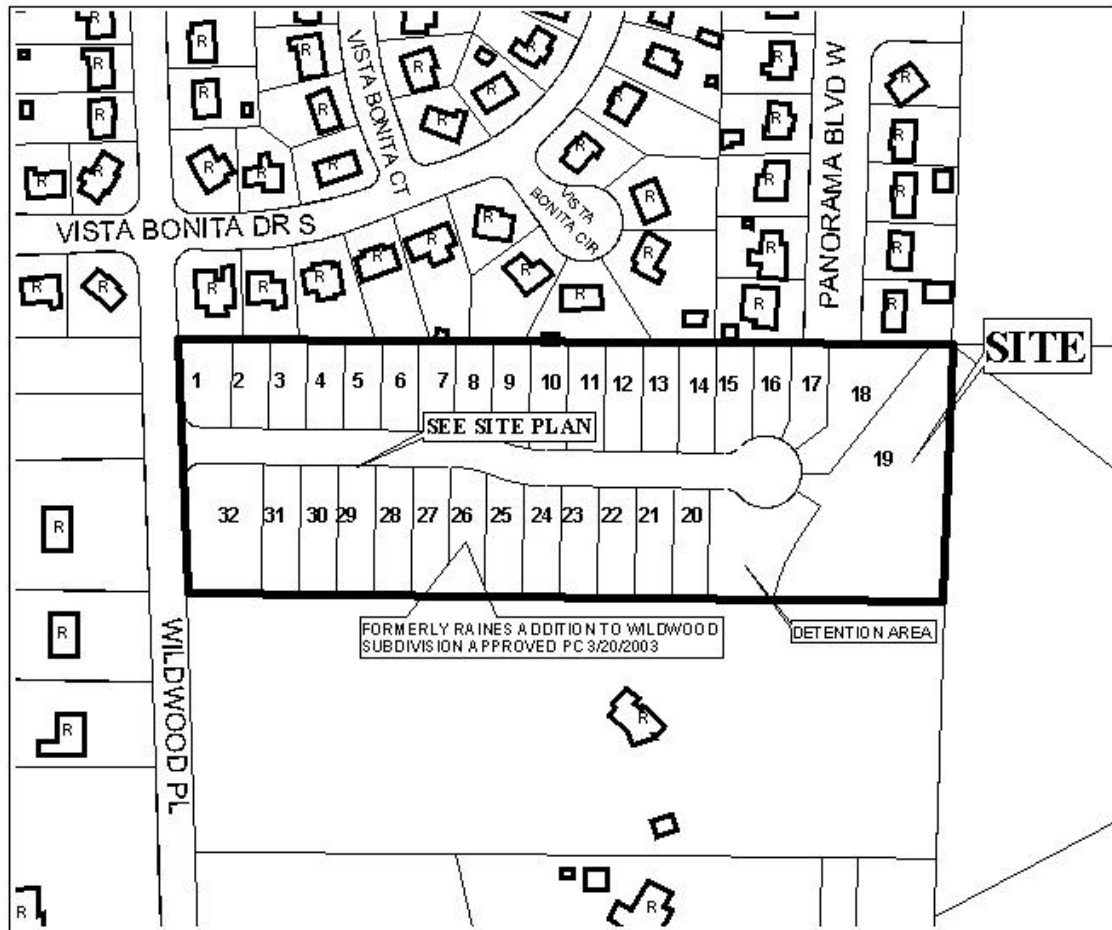 R R R R R
R R R R R R R R
R R R R R R R R
R R R R R R R
VISTA BONITA CT
VISTA BONITA CIR
VISTA BONITA DR S
PANORAMA BLVD W
R R R R R R R R R R R R
R R R R
SITE
1 2 3 4 5 6 7 8 9 10 11 12 13 14 15 16 17 18
SEE SITE PLAN
19
32 31 30 29 28 27 26 25 24 23 22 21 20
R
FORMERLY RAINES ADDITION TO WILDWOOD
SUBDIVISION APPROVED PC 3/20/2003
DETENTION AREA
WILDWOOD PL
R
R
R
R
R